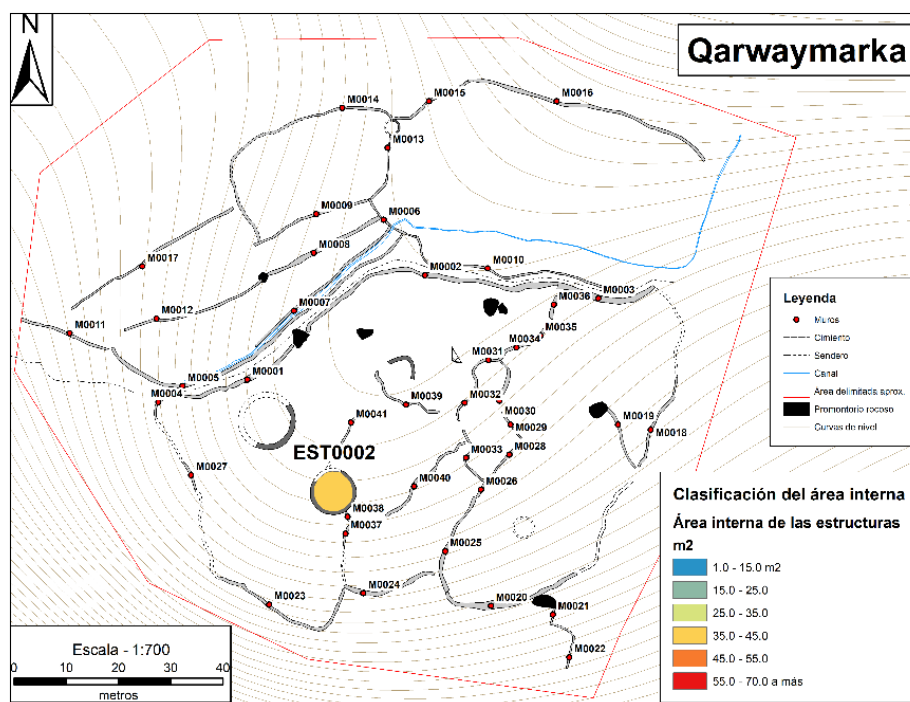 N
Qarwaymarka
M0014
M0015
M0016
M0013
M0009
M0006
M0008
M0017
M0002
M0010
M0003
M0036
M0007
M0012
M0011
M0035
M0034
M0031
M0005
M0001
M0004
M0039
M0032
M0030
M0029
M0041
M0019
M0018
EST0002
M0028
M0033
M0027
M0040
M0026
M0038
M0037
M0025
M0024
M0023
M0020
M0021
M0022
Leyenda
Muros
Cimiento
Sendero
Canal
Area delimitada aprox.
Promontorio rocoso
Curvas de nivel
Clasificación del área interna
Área interna de las estructuras
m2
1.0 - 15.0 m2
15.0 - 25.0
25.0 - 35.0
35.0 - 45.0
45.0 - 55.0
55.0 - 70.0 a más
Escala - 1:700
0 10 20 30 40
metros